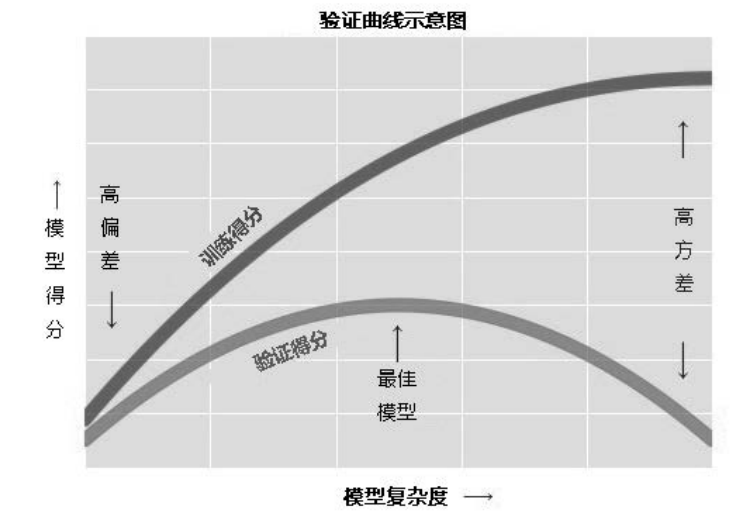 验证曲线示意图
↑
模型得分
高偏差
↓
训练得分
验证得分
↑
最佳
模型
↑
高方差
↓
模型复杂度 →